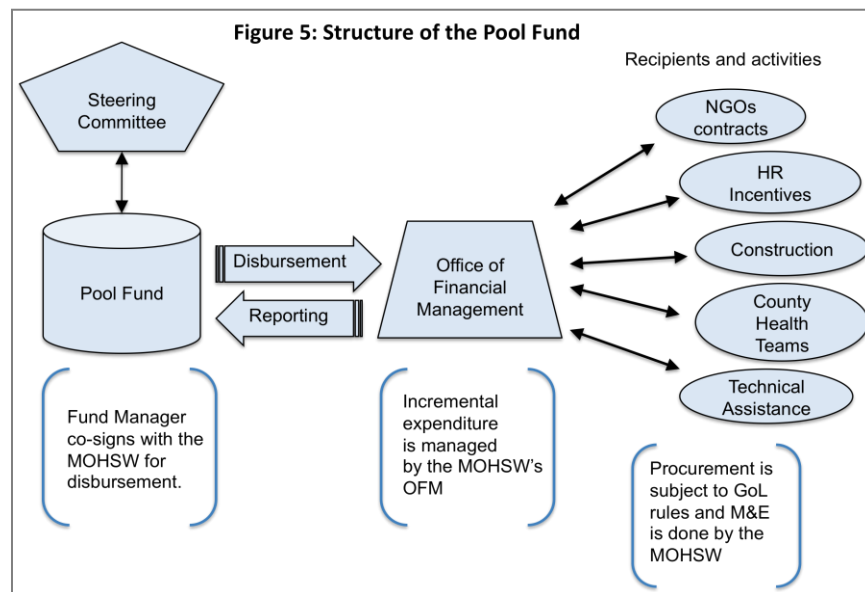 Figure 5: Structure of the Pool Fund
Recipients and activities
Steering
Committee
Pool Fund
Disbursement
Reporting
Office of
Financial
Management
NGOs
contracts
HR
Incentives
Construction
County
Health
Teams
Technical
Assistance
Fund Manager
co-signs with the
MOHSW for
disbursement.
Incremental
expenditure
is managed
by the MOHSW's
OFM
Procurement is
subject to GoL
rules and M&E
is done by the
MOHSW